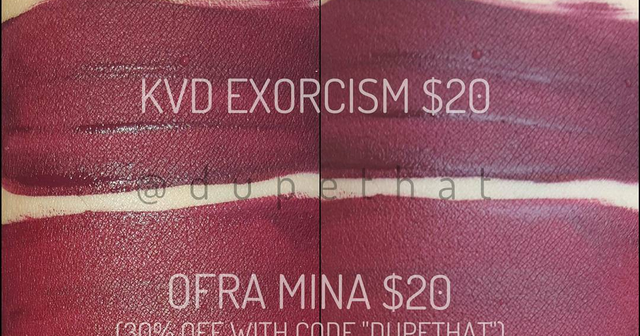 KVD EXORCISM $20
@dupethat
OFRA MINA $20
(30% OFF WITH CODE "DUPETHAT")